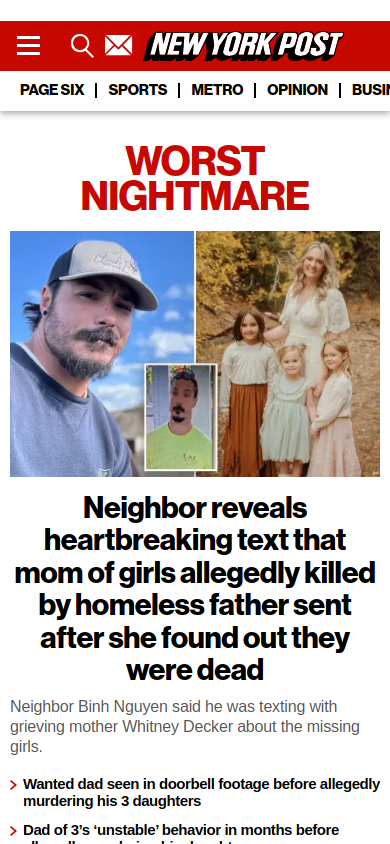 NEW YORK POST
PAGE SIX
SPORTS
METRO
OPINION
BUSIN
WORST
NIGHTMARE
Neighbor reveals
heartbreaking text that
mom of girls allegedly killed
by homeless father sent
after she found out they
were dead
Neighbor Binh Nguyen said he was texting with
grieving mother Whitney Decker about the missing
girls.
Wanted dad seen in doorbell footage before allegedly
murdering his 3 daughters
Dad of 3’s ‘unstable’ behavior in months before